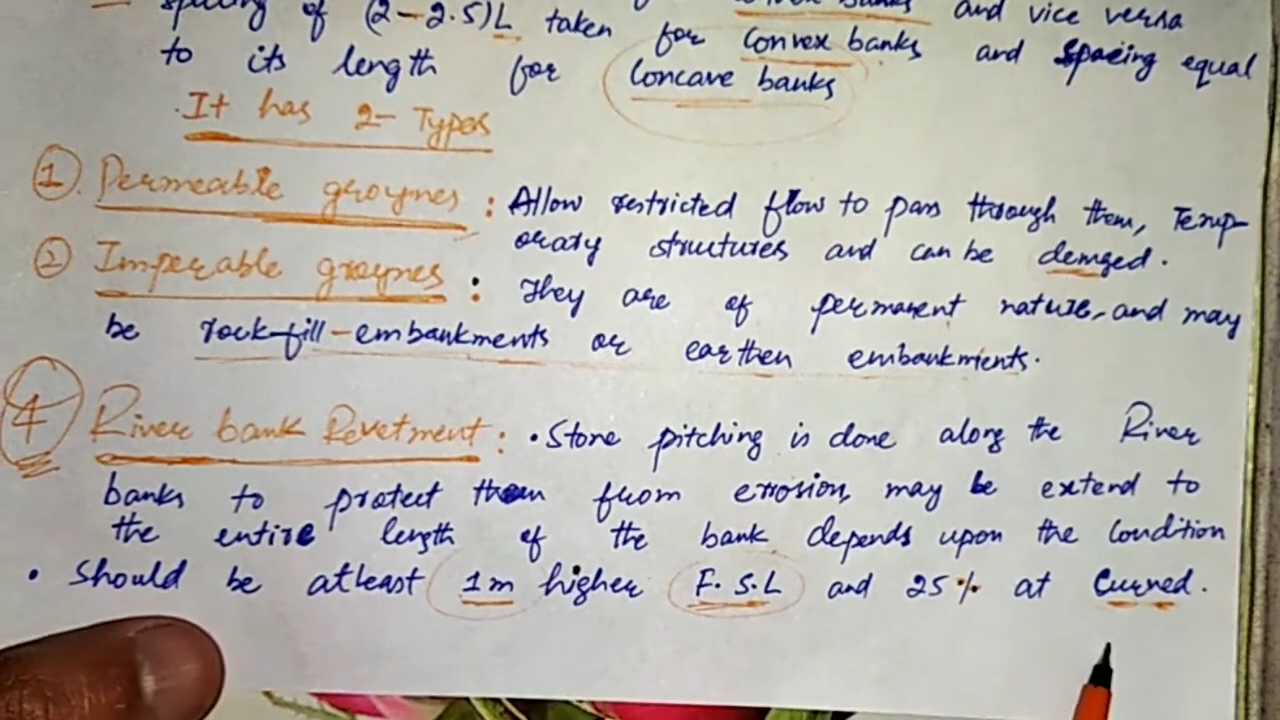 spacing of (2-2.5)L taken for convex banks and vice versa
to its length for concave banks and spacing equal
It has 2- Types
① Permeable groynes : Allow restricted flow to pass through them, Temp-
orary structures and can be demged.
② Imperable groynes : They are of permanent nature, and may
be rock-fill-embankments or earthen embankments.
④ River bank Revetment : • Stone pitching is done along the River
banks to protect them from erosion, may be extend to
the entire length of the bank depends upon the condition
• Should be atleast 1m higher F.S.L and 25% at Curned.